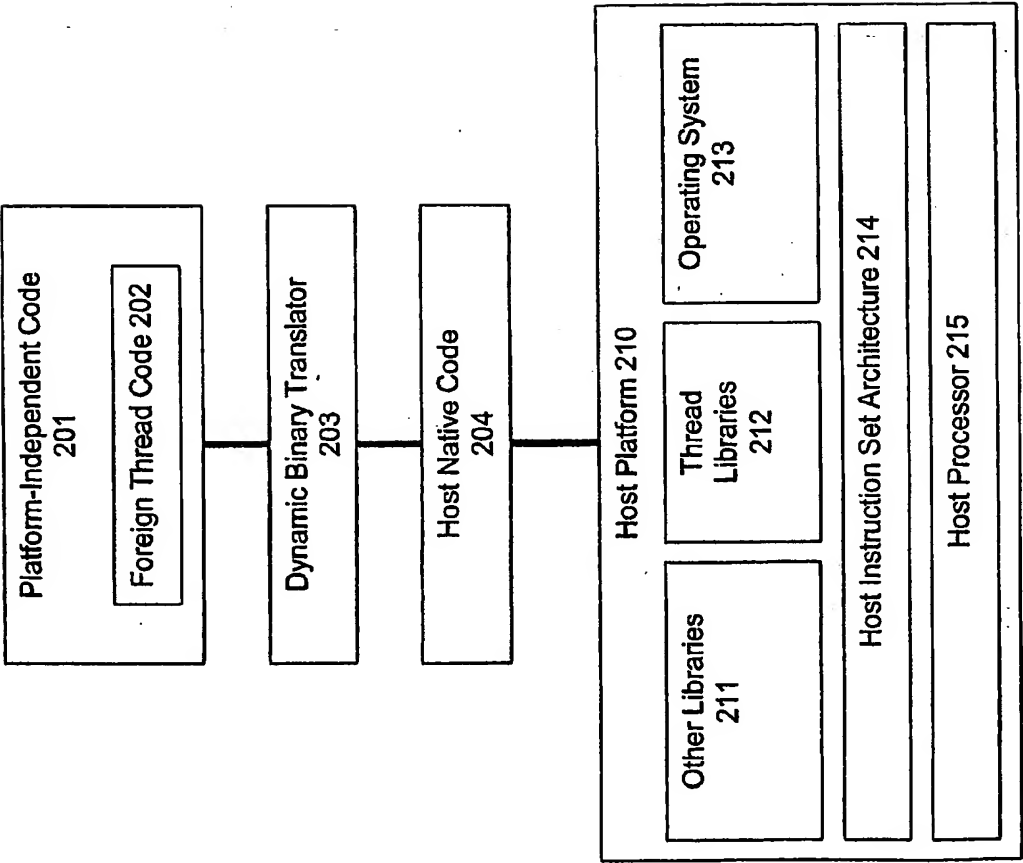 Platform-Independent Code
201
Foreign Thread Code 202
Dynamic Binary Translator
203
Host Native Code
204
Host Platform 210
Other Libraries
211
Thread
Libraries
212
Operating System
213
Host Instruction Set Architecture 214
Host Processor 215